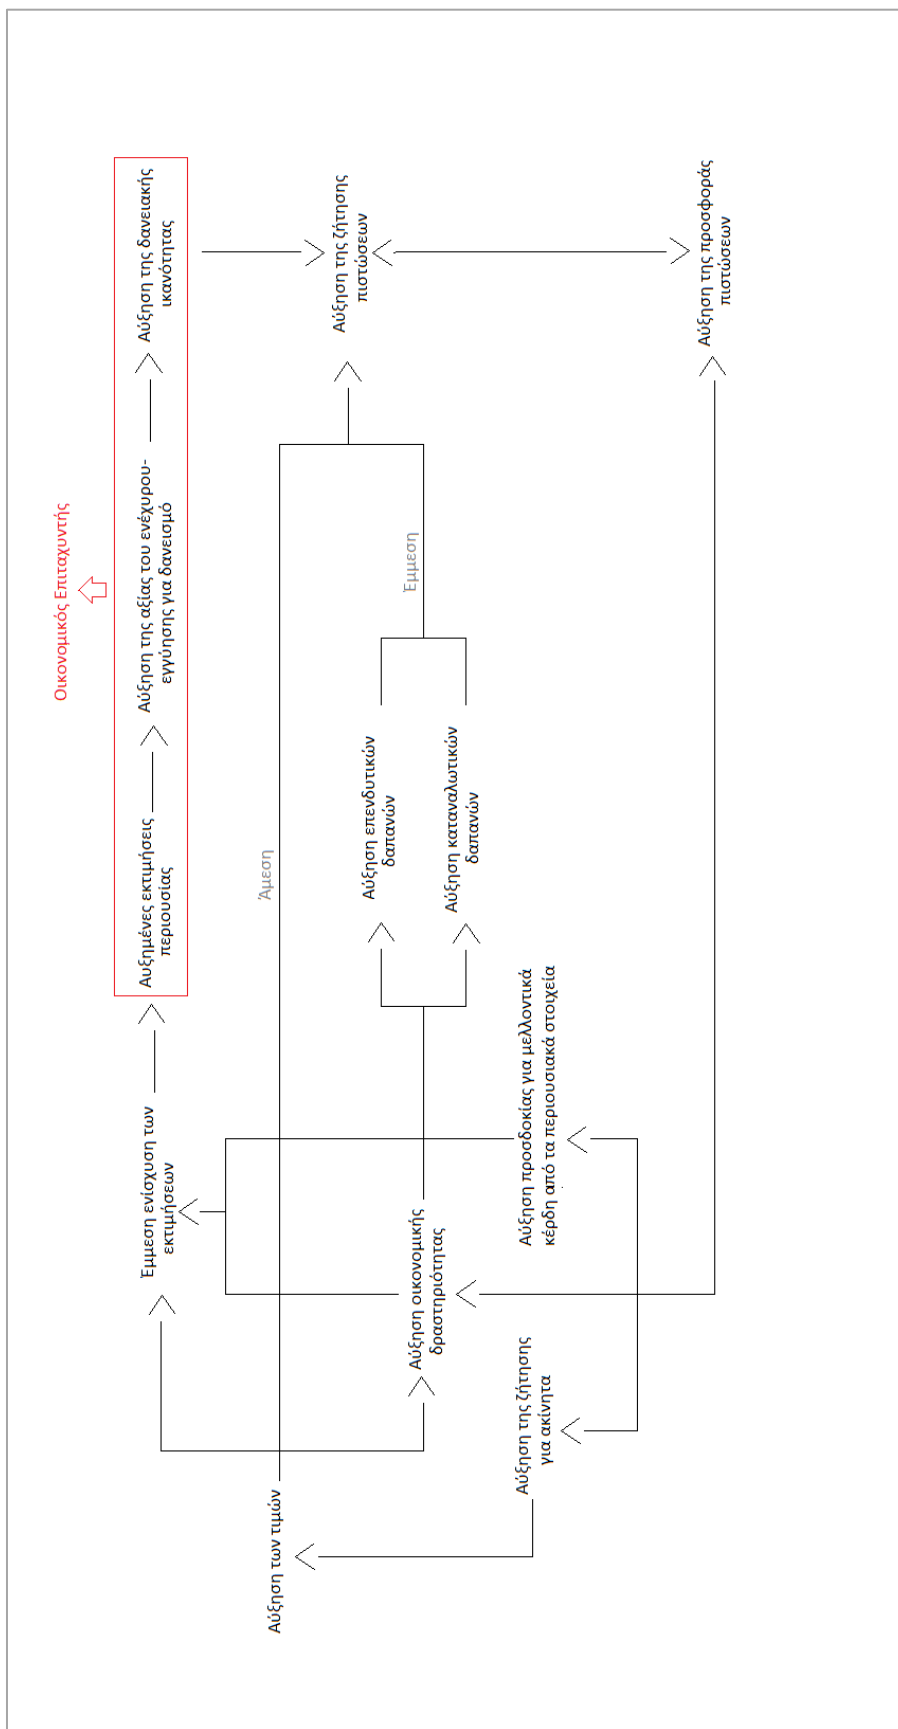 Οικονομικός Επιταχυντής
Έμμεση ενίσχυση των
εκτιμήσεων
Αυξημένες εκτιμήσεις
περιουσίας
Αύξηση της αξίας του ενέχυρου-
εγγύησης για δανεισμό
Αύξηση της δανειακής
ικανότητας
Αύξηση των τιμών
Άμεση
Αύξηση της ζήτησης
πιστώσεων
Αύξηση οικονομικής
δραστηριότητας
Αύξηση επενδυτικών
δαπανών
Έμμεση
Αύξηση καταναλωτικών
δαπανών
Αύξηση της ζήτησης
για ακίνητα
Αύξηση προσδοκίας για μελλοντικά
κέρδη από τα περιουσιακά στοιχεία
Αύξηση της προσφοράς
πιστώσεων